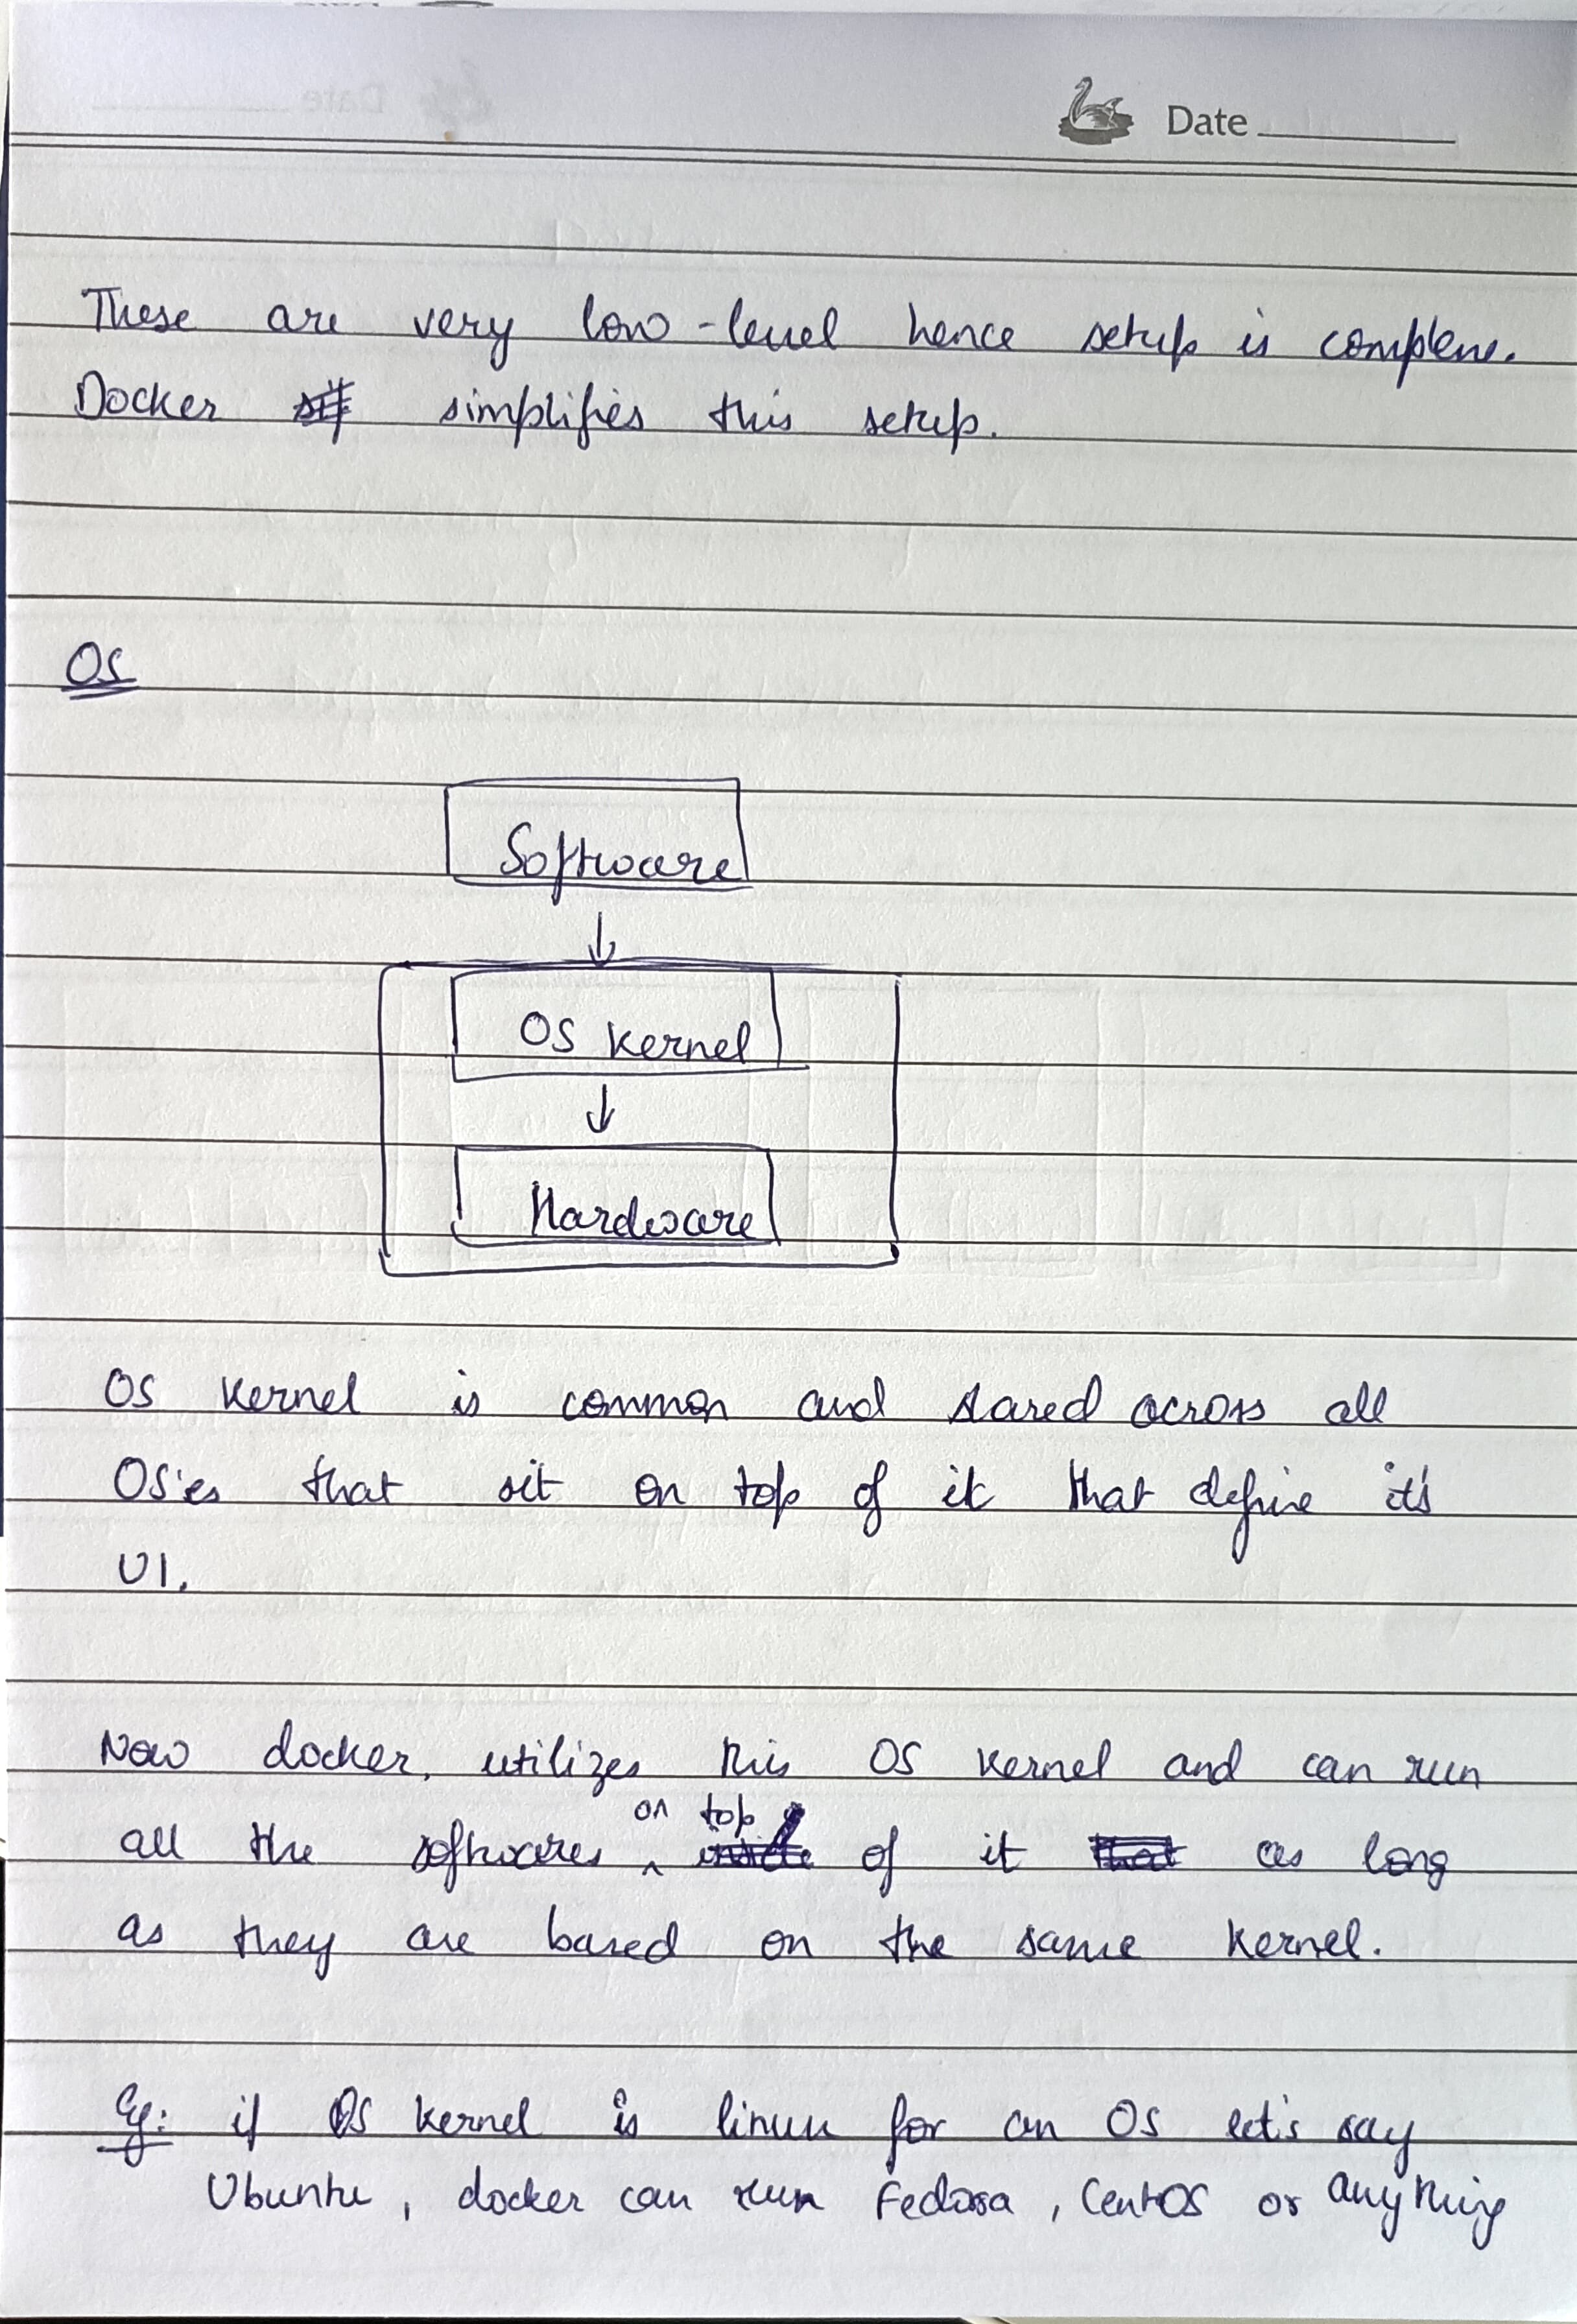 Date
These are very low-level hence setup is complex.
Docker simplifies this setup.
OS
Software
↓
OS Kernel
↓
Hardware
OS Kernel is common and shared across all
OS'es that sit on top of it that define it's
UI.
Now docker, utilizes this OS Kernel and can run
all the softwares on top of it as long
as they are based on the same Kernel.
Eg: if OS Kernel is linux for an OS let's say
Ubuntu, docker can run Fedora, CentOS or anything